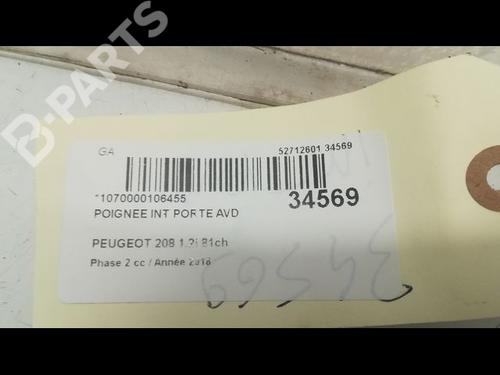 B-PARTS
GA
52712601 34569
*1070000106455
34569
POIGNEE INT PORTE AVD
PEUGEOT 208 1.2i 81ch
Phase 2 cc / Année 2018
34569